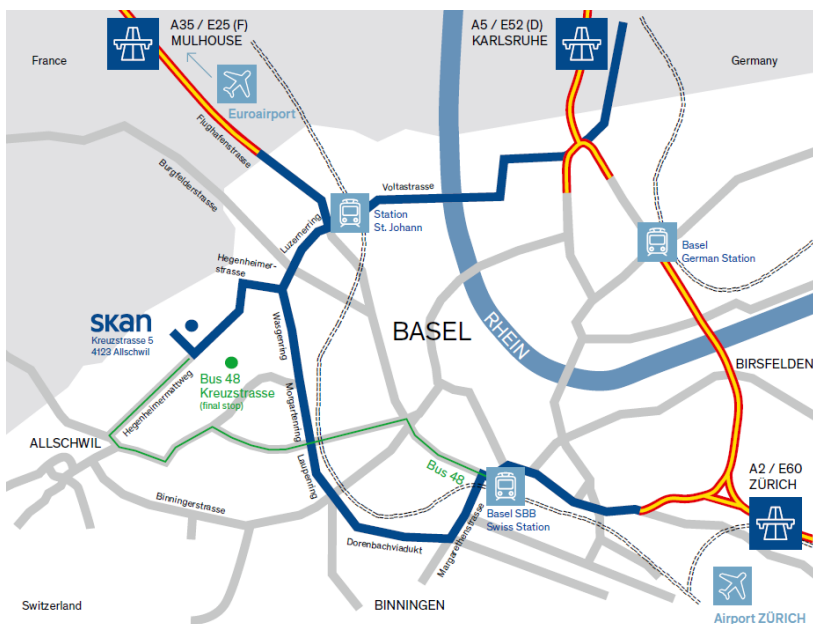 A35 / E25 (F)
MULHOUSE
A5 / E52 (D)
KARLSRUHE
France
Germany
Euroairport
Flughafenstrasse
Burgfelderstrasse
Voltastrasse
Station
St. Johann
Luzernerring
Basel
German Station
Hegenheimer-
strasse
skan
Kreuzstrasse 5
4123 Allschwil
Wasgenring
BASEL
RHEIN
BIRSFELDEN
Bus 48
Kreuzstrasse
(final stop)
Hegenheimermattweg
Morgartenring
ALLSCHWIL
Laupenring
Bus 48
A2 / E60
ZÜRICH
Binningerstrasse
Basel SBB
Swiss Station
Margarethenstrasse
Dorenbachviadukt
Switzerland
BINNINGEN
Airport ZÜRICH